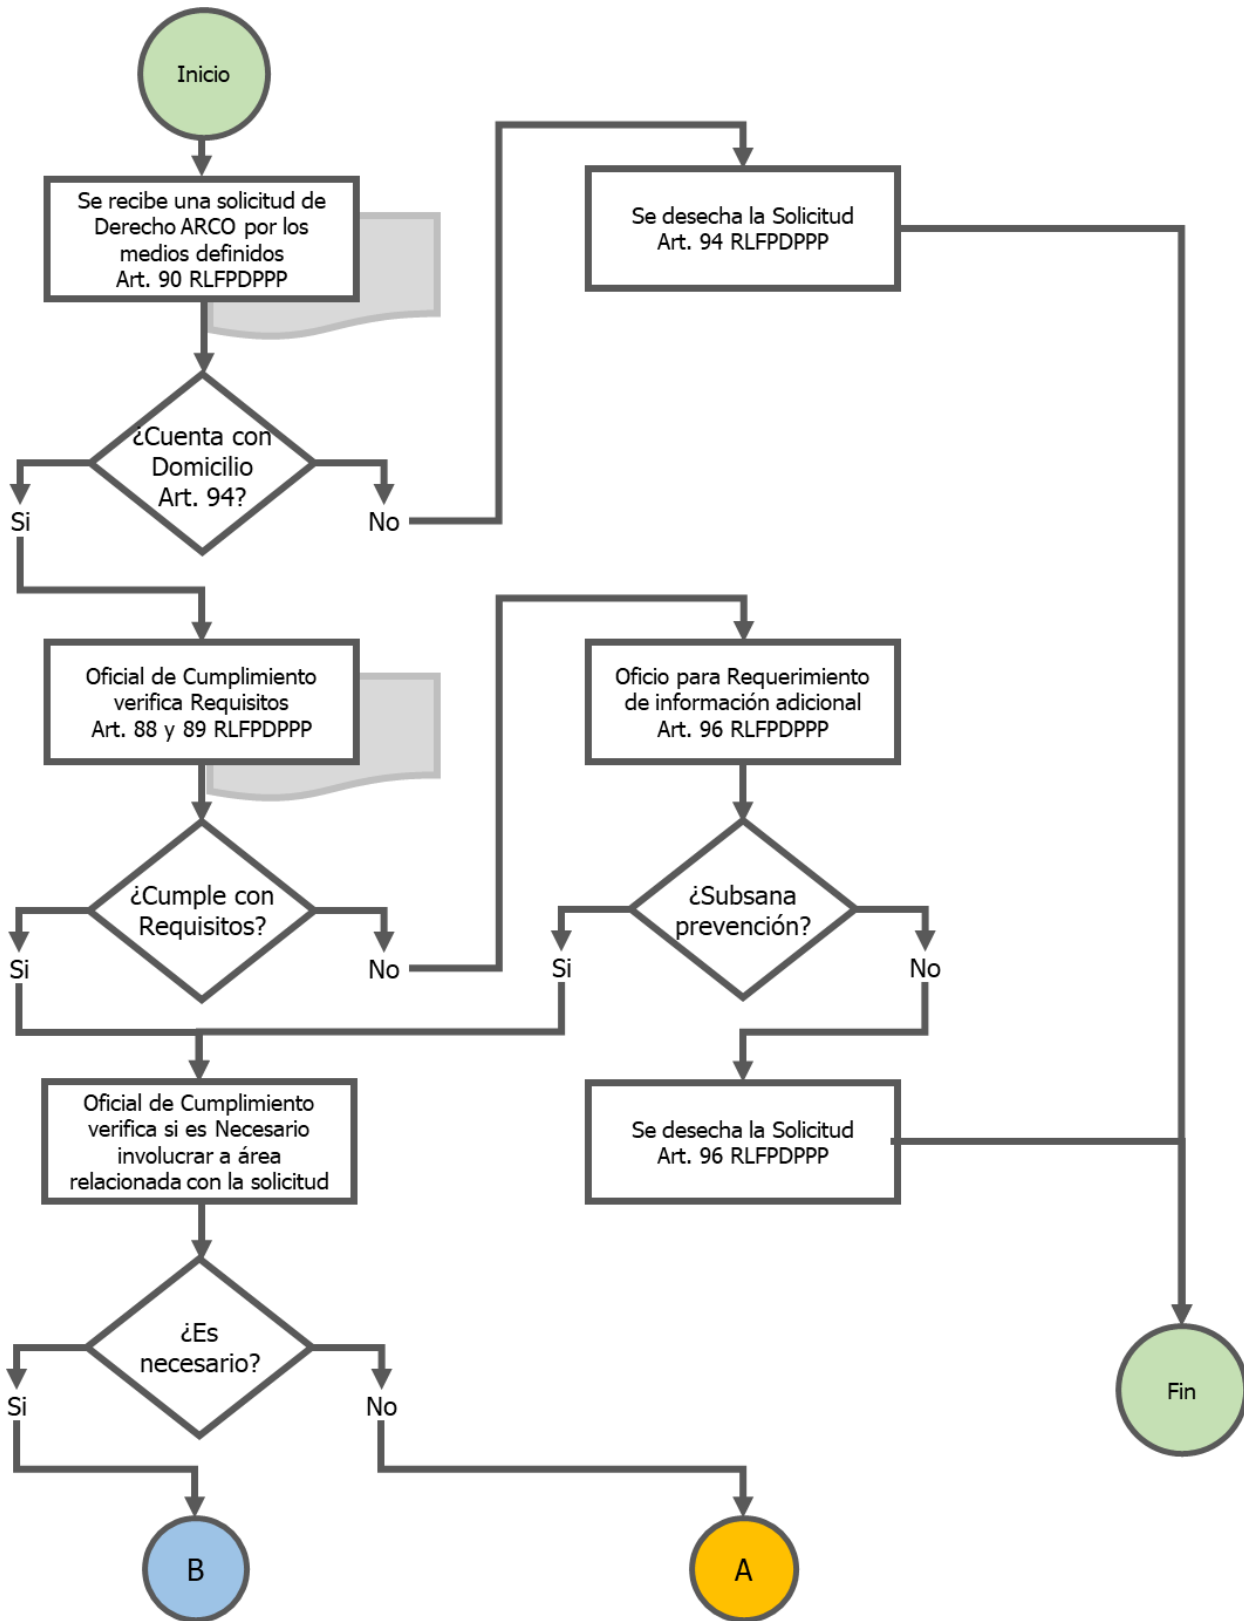 Inicio
Se recibe una solicitud de
Derecho ARCO por los
medios definidos
Art. 90 RLFPDPPP
Se desecha la Solicitud
Art. 94 RLFPDPPP
¿Cuenta con
Domicilio
Art. 94?
Si
No
Oficial de Cumplimiento
verifica Requisitos
Art. 88 y 89 RLFPDPPP
Oficio para Requerimiento
de información adicional
Art. 96 RLFPDPPP
¿Cumple con
Requisitos?
Si
No
¿Subsana
prevención?
Si
No
Oficial de Cumplimiento
verifica si es Necesario
involucrar a área
relacionada con la solicitud
Se desecha la Solicitud
Art. 96 RLFPDPPP
¿Es
necesario?
Si
No
Fin
B
A